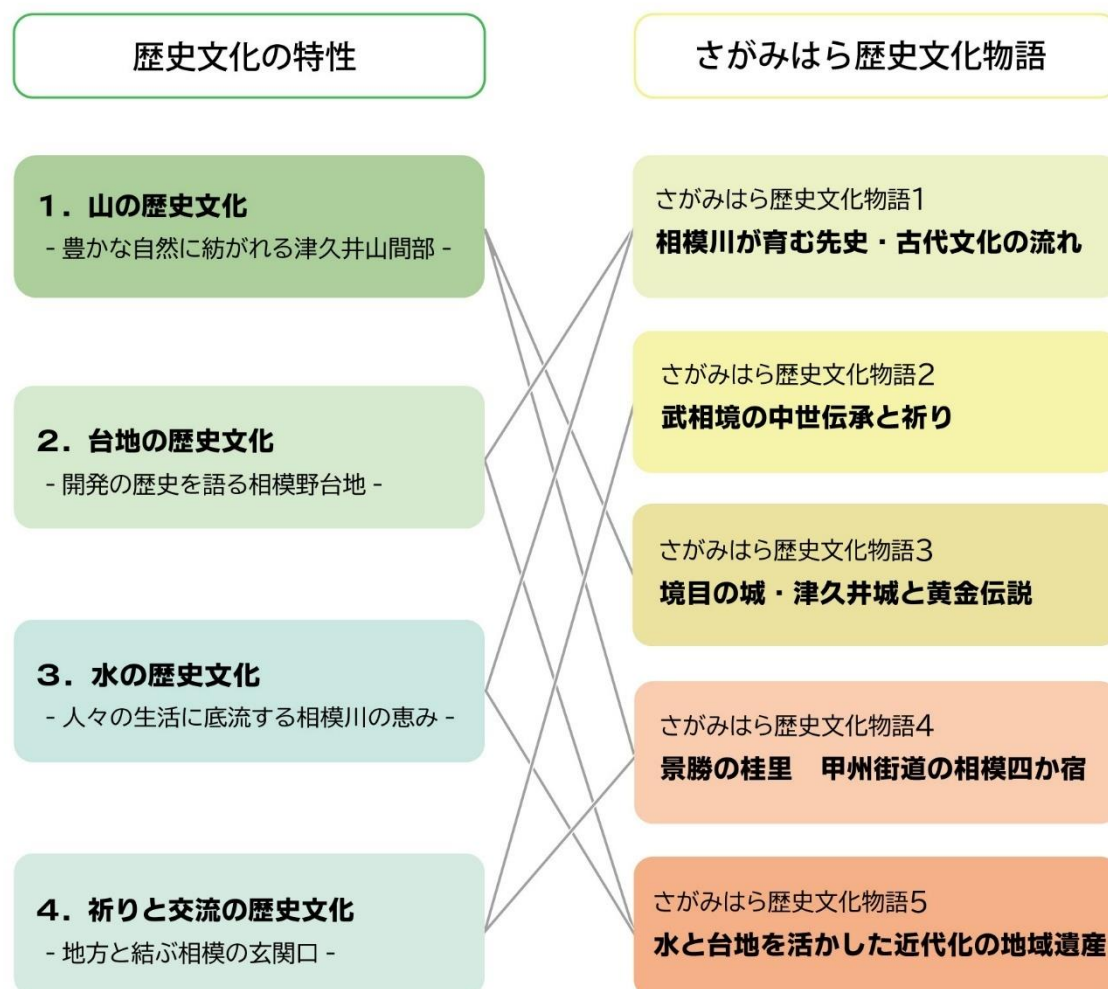 歴史文化の特性
さがみはら歴史文化物語
1. 山の歴史文化
- 豊かな自然に紡がれる津久井山間部 -
2. 台地の歴史文化
- 開発の歴史を語る相模野台地 -
3. 水の歴史文化
- 人々の生活に底流する相模川の恵み -
4. 祈りと交流の歴史文化
- 地方と結ぶ相模の玄関口 -
さがみはら歴史文化物語1
相模川が育む先史・古代文化の流れ
さがみはら歴史文化物語2
武相境の中世伝承と祈り
さがみはら歴史文化物語3
境目の城・津久井城と黄金伝説
さがみはら歴史文化物語4
景勝の桂里　甲州街道の相模四か宿
さがみはら歴史文化物語5
水と台地を活かした近代化の地域遺産